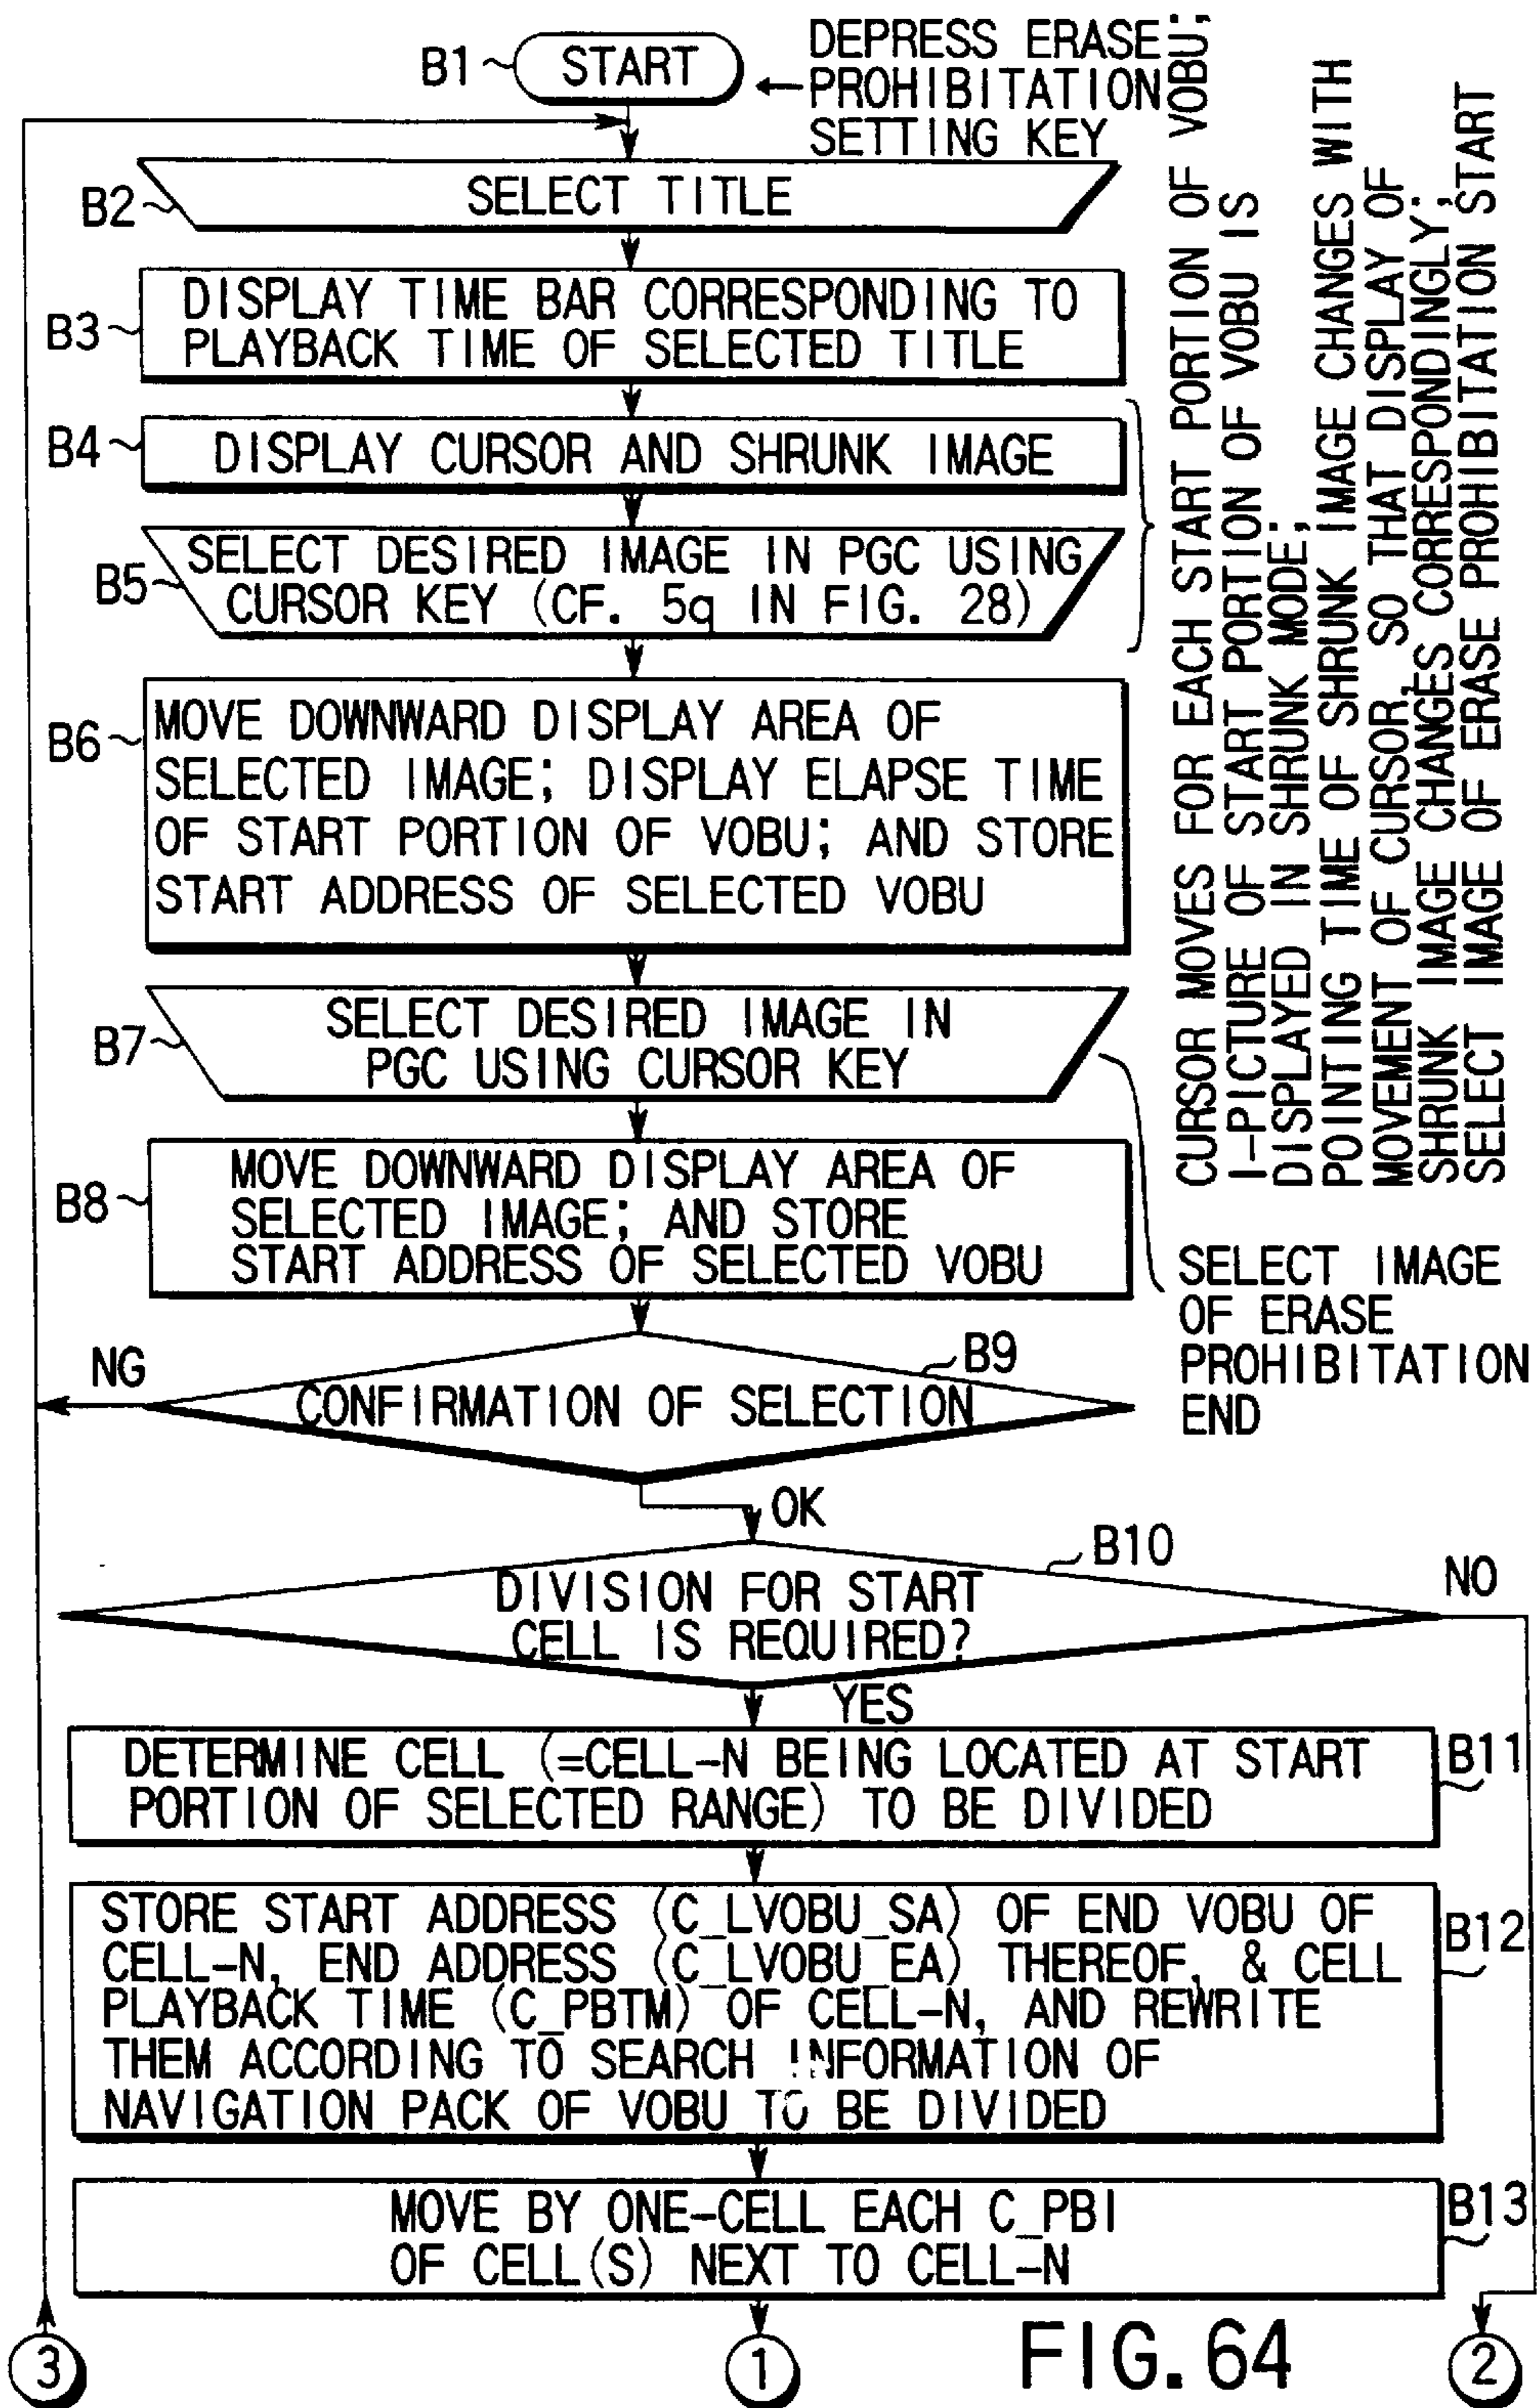 B1
START
DEPRESS ERASE
PROHIBITATION
SETTING KEY
B2
SELECT TITLE
B3
DISPLAY TIME BAR CORRESPONDING TO
PLAYBACK TIME OF SELECTED TITLE
B4
DISPLAY CURSOR AND SHRUNK IMAGE
B5
SELECT DESIRED IMAGE IN PGC USING
CURSOR KEY (CF. 5q IN FIG. 28)
CURSOR MOVES FOR EACH START PORTION OF VOBU;
I-PICTURE OF START PORTION OF VOBU IS
DISPLAYED IN SHRUNK MODE;
POINTING TIME OF SHRUNK IMAGE CHANGES WITH
MOVEMENT OF CURSOR, SO THAT DISPLAY OF
SHRUNK IMAGE CHANGES CORRESPONDINGLY;
SELECT IMAGE OF ERASE PROHIBITATION START
B6
MOVE DOWNWARD DISPLAY AREA OF
SELECTED IMAGE; DISPLAY ELAPSE TIME
OF START PORTION OF VOBU; AND STORE
START ADDRESS OF SELECTED VOBU
B7
SELECT DESIRED IMAGE IN
PGC USING CURSOR KEY
SELECT IMAGE
OF ERASE
PROHIBITATION
END
B8
MOVE DOWNWARD DISPLAY AREA OF
SELECTED IMAGE; AND STORE
START ADDRESS OF SELECTED VOBU
NG
B9
CONFIRMATION OF SELECTION
OK
B10
NO
DIVISION FOR START
CELL IS REQUIRED?
YES
DETERMINE CELL (=CELL-N BEING LOCATED AT START
PORTION OF SELECTED RANGE) TO BE DIVIDED
B11
STORE START ADDRESS (C_LVOBU_SA) OF END VOBU OF
CELL-N, END ADDRESS (C_LVOBU_EA) THEREOF, & CELL
PLAYBACK TIME (C_PBTM) OF CELL-N, AND REWRITE
THEM ACCORDING TO SEARCH INFORMATION OF
NAVIGATION PACK OF VOBU TO BE DIVIDED
B12
MOVE BY ONE-CELL EACH C_PBI
OF CELL(S) NEXT TO CELL-N
B13
3
1
FIG. 64
2